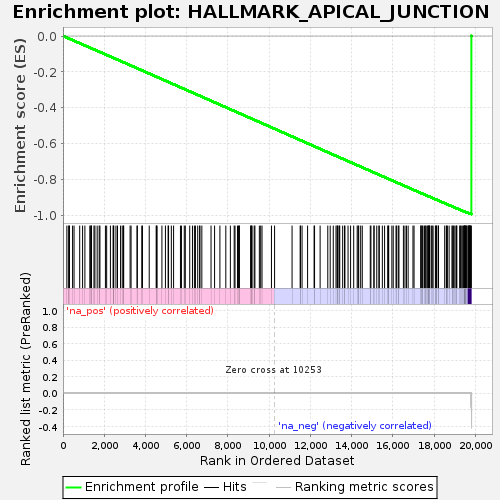 Enrichment plot: HALLMARK_APICAL_JUNCTION
Enrichment score (ES)
0.0
-0.2
-0.4
-0.6
-0.8
-1.0
Ranked list metric (PreRanked)
1.0
0.8
0.6
0.4
0.2
0.0
-0.2
-0.4
'na_pos' (positively correlated)
Zero cross at 10253
'na_neg' (negatively correlated)
0 2,000 4,000 6,000 8,000 10,000 12,000 14,000 16,000 18,000 20,000
Rank in Ordered Dataset
Enrichment profile Hits Ranking metric scores